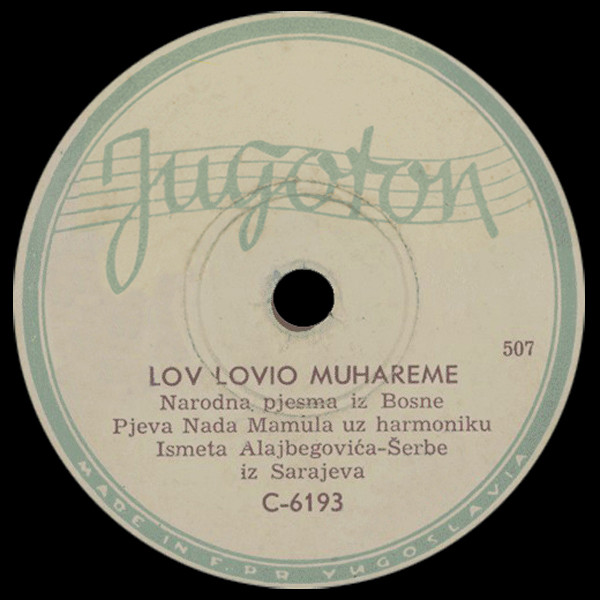 Jugoton
507
LOV LOVIO MUHAREME
Narodna pjesma iz Bosne
Pjeva Nada Mamula uz harmoniku
Ismeta Alajbegovića-Šerbe
iz Sarajeva
C-6193
MADE IN F.P.R YUGOSLAVIA